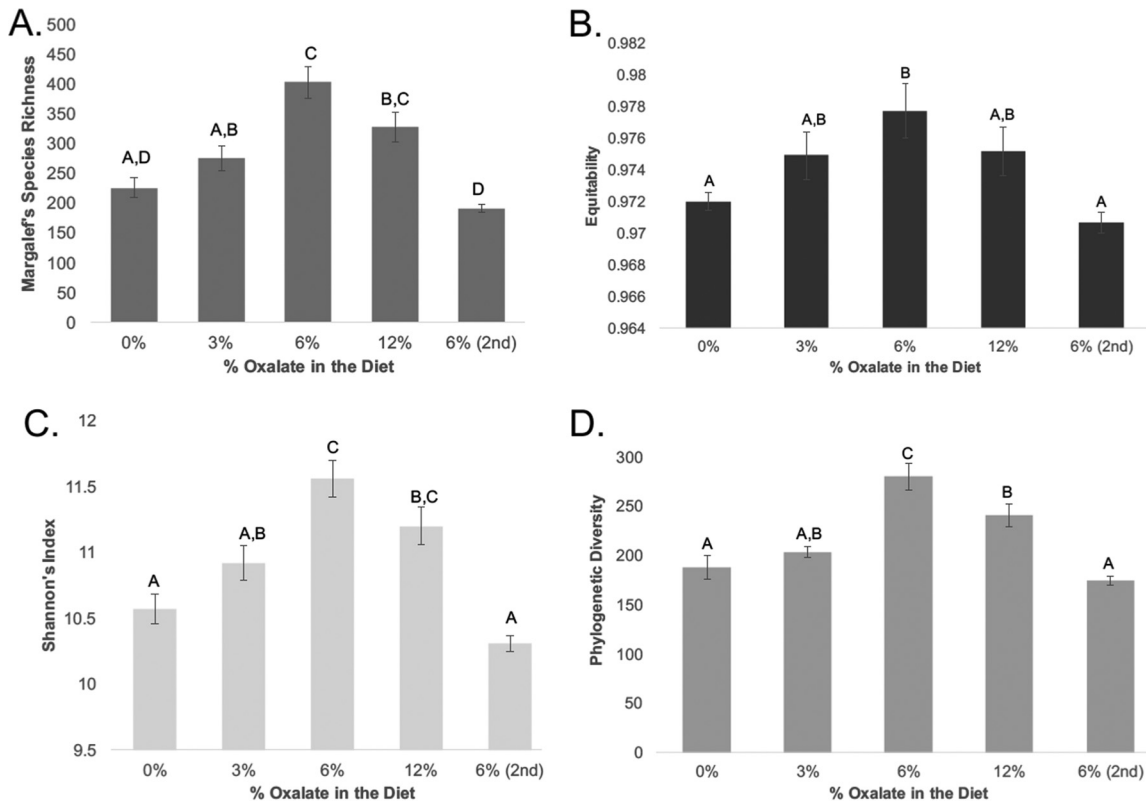 A.
Margalef's Species Richness
500
450
400
350
300
250
200
150
100
50
0
A,D
A,B
C
B,C
D
0% 3% 6% 12% 6% (2nd)
% Oxalate in the Diet
B.
Equitability
0.982
0.98
0.978
0.976
0.974
0.972
0.97
0.968
0.966
0.964
A
A,B
B
A,B
A
0% 3% 6% 12% 6% (2nd)
% Oxalate in the Diet
C.
Shannon's Index
12
11.5
11
10.5
10
9.5
A
A,B
C
B,C
A
0% 3% 6% 12% 6% (2nd)
% Oxalate in the Diet
D.
Phylogenetic Diversity
300
250
200
150
100
50
0
A
A,B
C
B
A
0% 3% 6% 12% 6% (2nd)
% Oxalate in the Diet